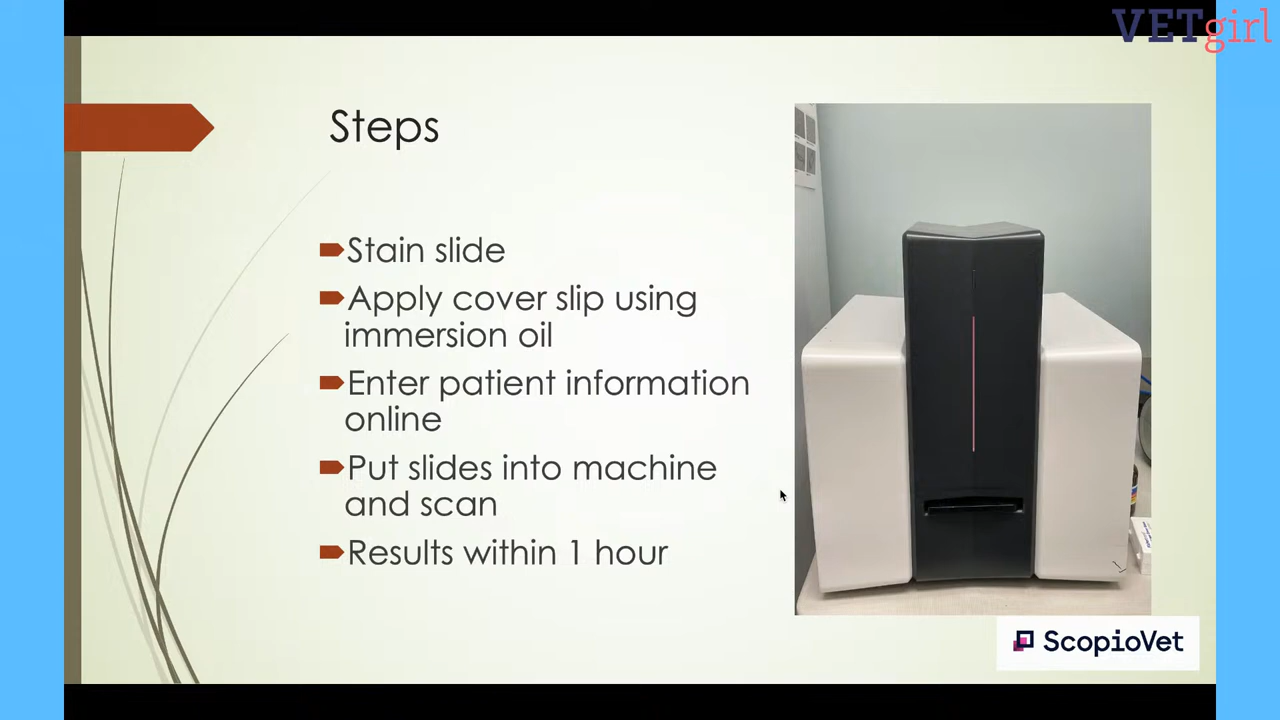 VETgirl
Steps
Stain slide
Apply cover slip using
immersion oil
Enter patient information
online
Put slides into machine
and scan
Results within 1 hour
ScopioVet